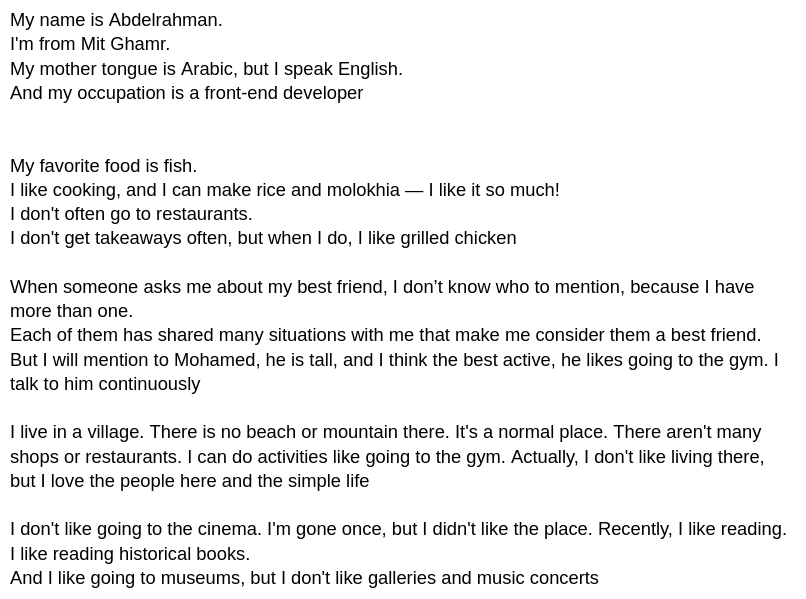 My name is Abdelrahman.
I'm from Mit Ghamr.
My mother tongue is Arabic, but I speak English.
And my occupation is a front-end developer
My favorite food is fish.
I like cooking, and I can make rice and molokhia — I like it so much!
I don't often go to restaurants.
I don't get takeaways often, but when I do, I like grilled chicken
When someone asks me about my best friend, I don’t know who to mention, because I have
more than one.
Each of them has shared many situations with me that make me consider them a best friend.
But I will mention to Mohamed, he is tall, and I think the best active, he likes going to the gym. I
talk to him continuously
I live in a village. There is no beach or mountain there. It's a normal place. There aren't many
shops or restaurants. I can do activities like going to the gym. Actually, I don't like living there,
but I love the people here and the simple life
I don't like going to the cinema. I'm gone once, but I didn't like the place. Recently, I like reading.
I like reading historical books.
And I like going to museums, but I don't like galleries and music concerts